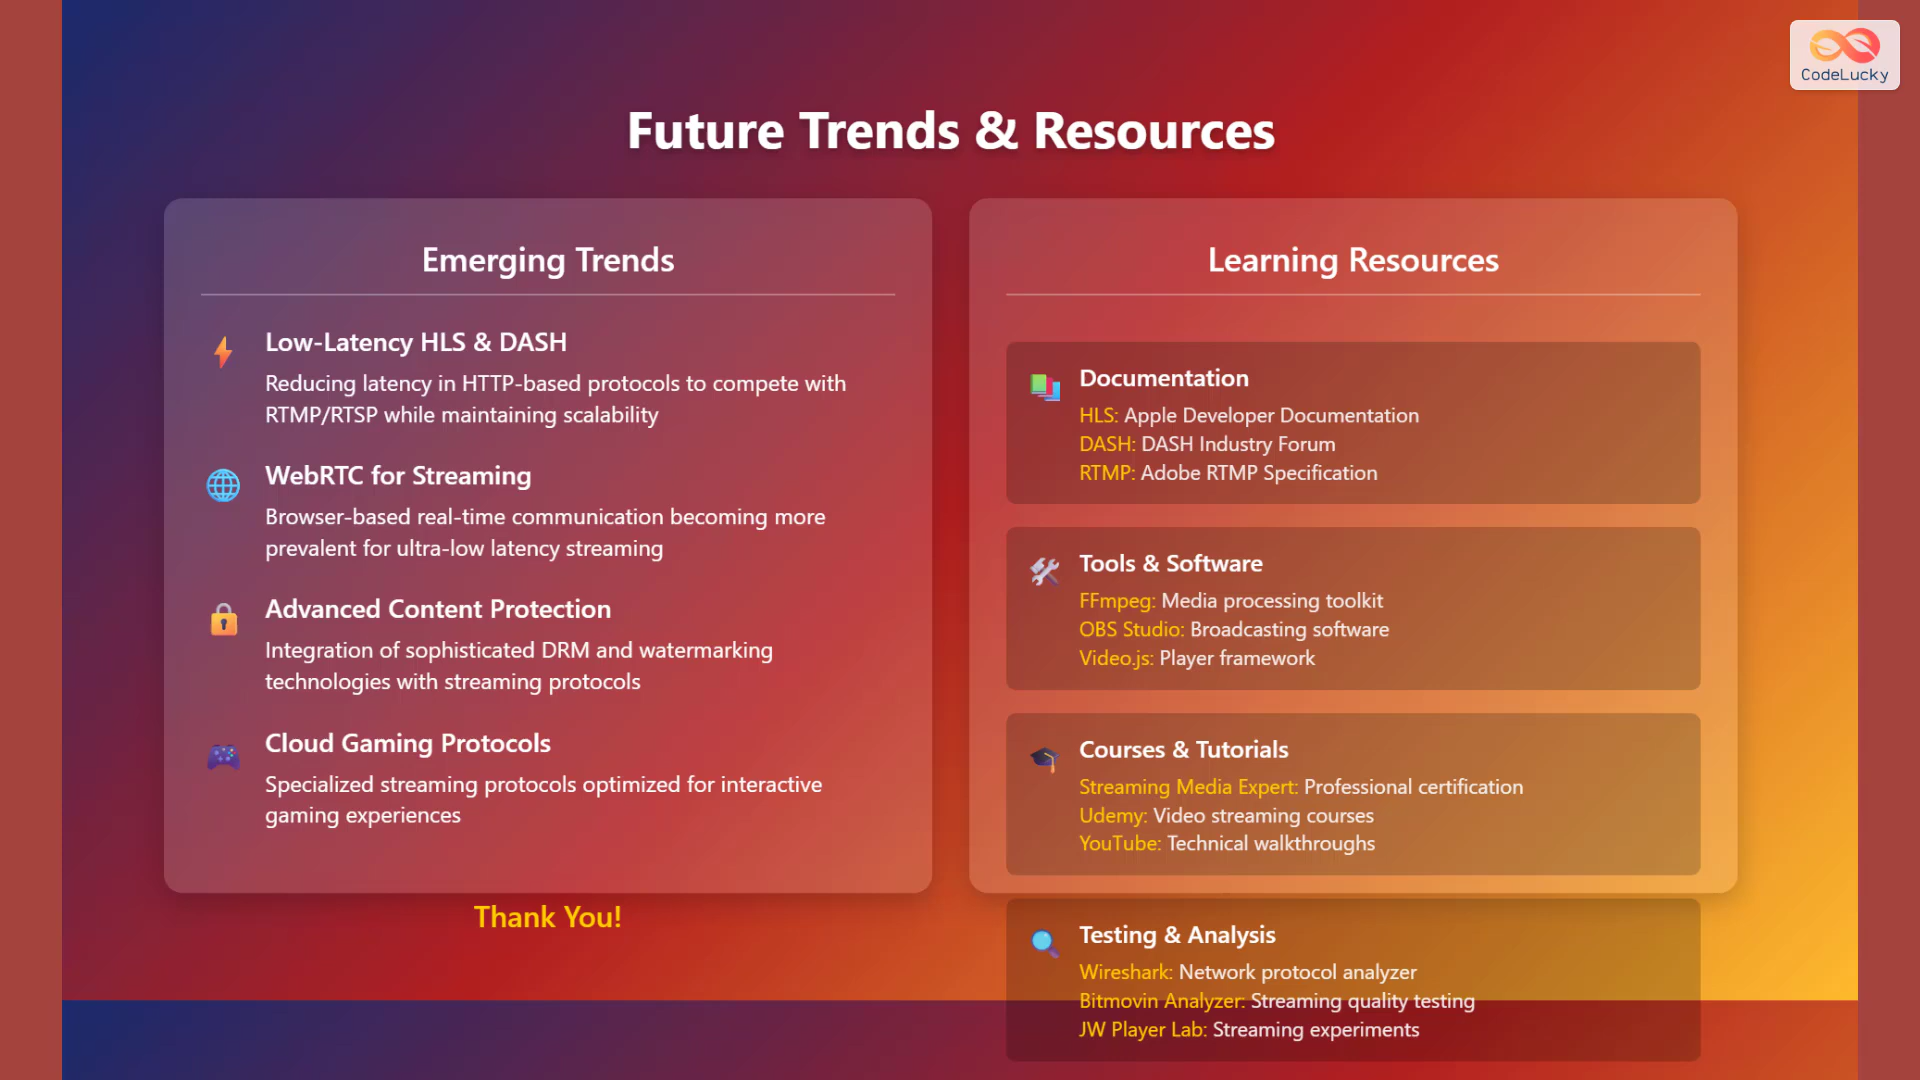 CodeLucky
Future Trends & Resources
Emerging Trends
Low-Latency HLS & DASH
Reducing latency in HTTP-based protocols to compete with
RTMP/RTSP while maintaining scalability
WebRTC for Streaming
Browser-based real-time communication becoming more
prevalent for ultra-low latency streaming
Advanced Content Protection
Integration of sophisticated DRM and watermarking
technologies with streaming protocols
Cloud Gaming Protocols
Specialized streaming protocols optimized for interactive
gaming experiences
Thank You!
Learning Resources
Documentation
HLS: Apple Developer Documentation
DASH: DASH Industry Forum
RTMP: Adobe RTMP Specification
Tools & Software
FFmpeg: Media processing toolkit
OBS Studio: Broadcasting software
Video.js: Player framework
Courses & Tutorials
Streaming Media Expert: Professional certification
Udemy: Video streaming courses
YouTube: Technical walkthroughs
Testing & Analysis
Wireshark: Network protocol analyzer
Bitmovin Analyzer: Streaming quality testing
JW Player Lab: Streaming experiments